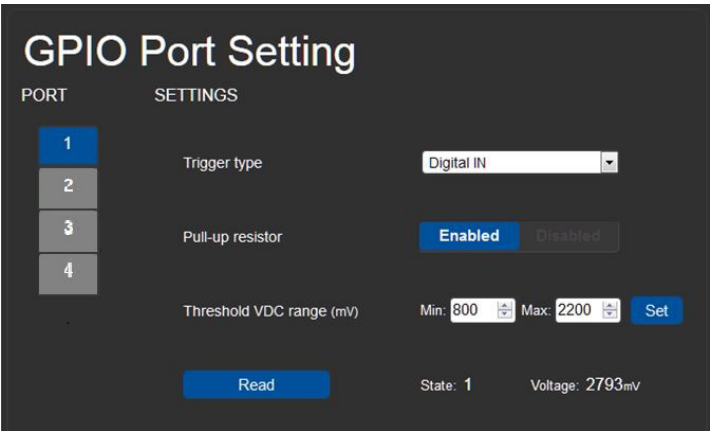 GPIO Port Setting
PORT SETTINGS
1
Trigger type Digital IN
2
3
Pull-up resistor Enabled Disabled
4
Threshold VDC range (mV) Min: 800 Max: 2200 Set
Read State: 1 Voltage: 2793mV